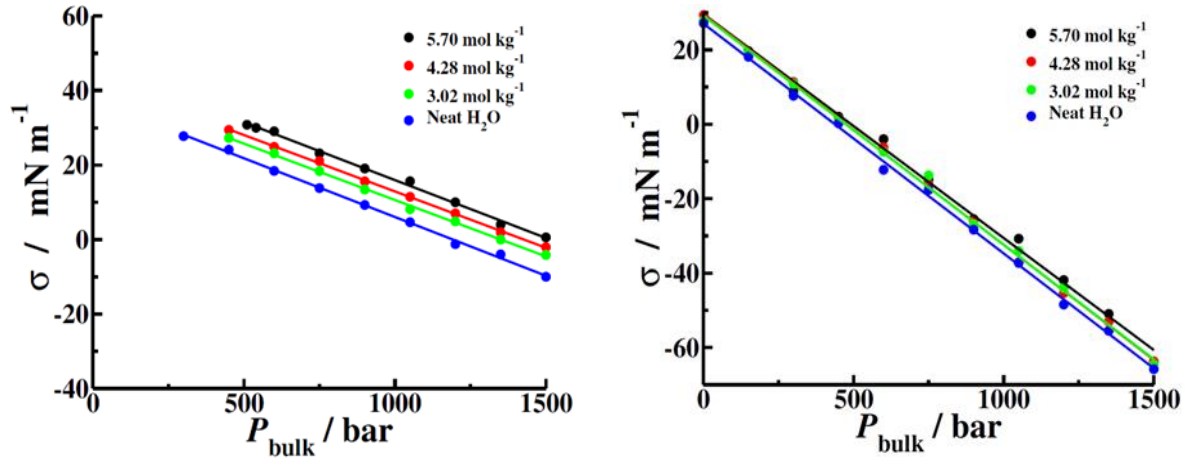 60
40
20
0
-20
-40
σ / mN m⁻¹
5.70 mol kg⁻¹
4.28 mol kg⁻¹
3.02 mol kg⁻¹
Neat H₂O
0 500 1000 1500
P_bulk / bar
20
0
-20
-40
-60
σ / mN m⁻¹
5.70 mol kg⁻¹
4.28 mol kg⁻¹
3.02 mol kg⁻¹
Neat H₂O
0 500 1000 1500
P_bulk / bar